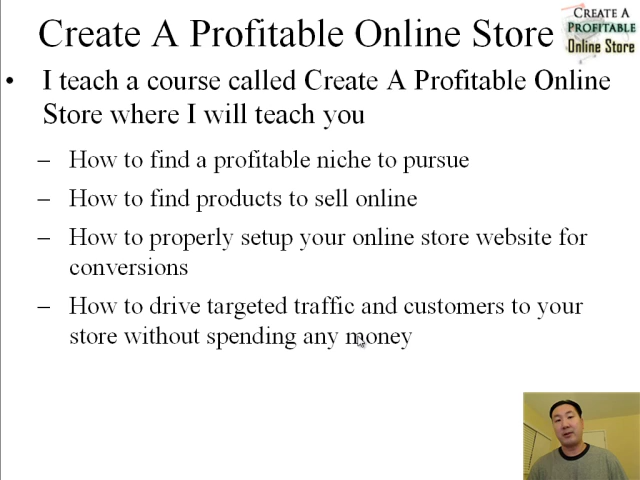 Create A Profitable Online Store
CREATE A
PROFITABLE
Online Store
• I teach a course called Create A Profitable Online
Store where I will teach you
– How to find a profitable niche to pursue
– How to find products to sell online
– How to properly setup your online store website for
conversions
– How to drive targeted traffic and customers to your
store without spending any money